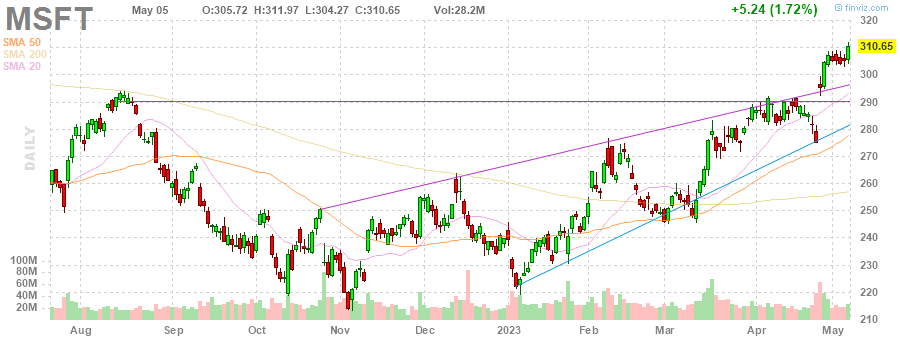 MSFT May 05 O:305.72 H:311.97 L:304.27 C:310.65 Vol:28.2M +5.24 (1.72%) © finviz.com
SMA 50
SMA 200
SMA 20
DAILY
320
310.65
300
290
280
270
260
250
240
230
220
210
100M
80M
60M
40M
20M
Aug Sep Oct Nov Dec 2023 Feb Mar Apr May